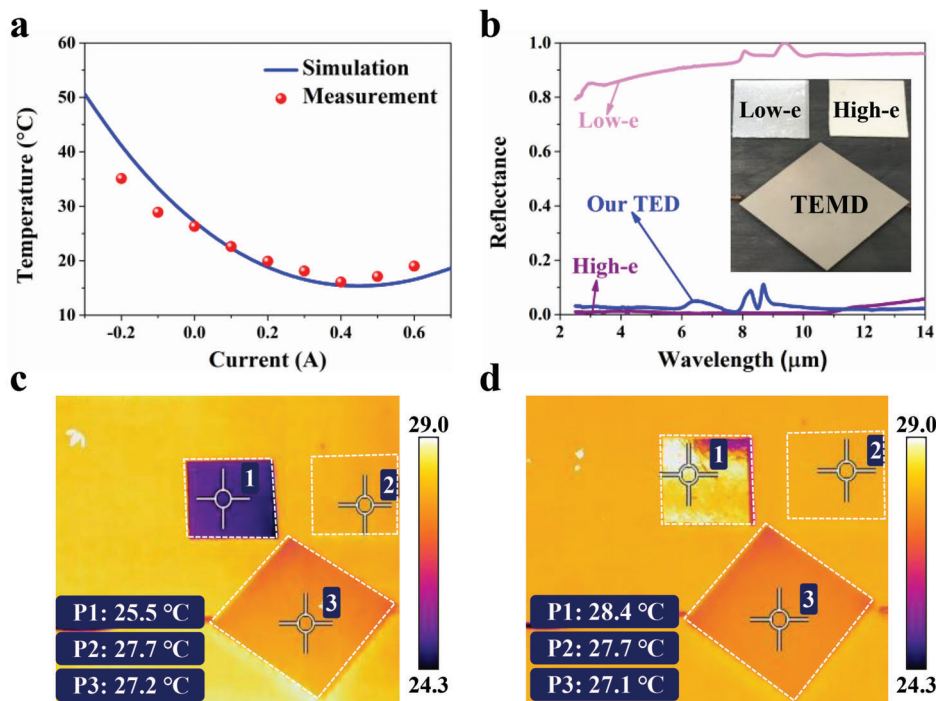 a
60
50
40
30
20
10
Temperature (°C)
Simulation
Measurement
-0.2
0.0
0.2
0.4
0.6
Current (A)
b
1.0
0.8
0.6
0.4
0.2
0.0
Reflectance
Low-e
Low-e
High-e
TEMD
Our TED
High-e
2
4
6
8
10
12
14
Wavelength (μm)
c
1
2
3
P1: 25.5 °C
P2: 27.7 °C
P3: 27.2 °C
29.0
24.3
d
1
2
3
P1: 28.4 °C
P2: 27.7 °C
P3: 27.1 °C
29.0
24.3